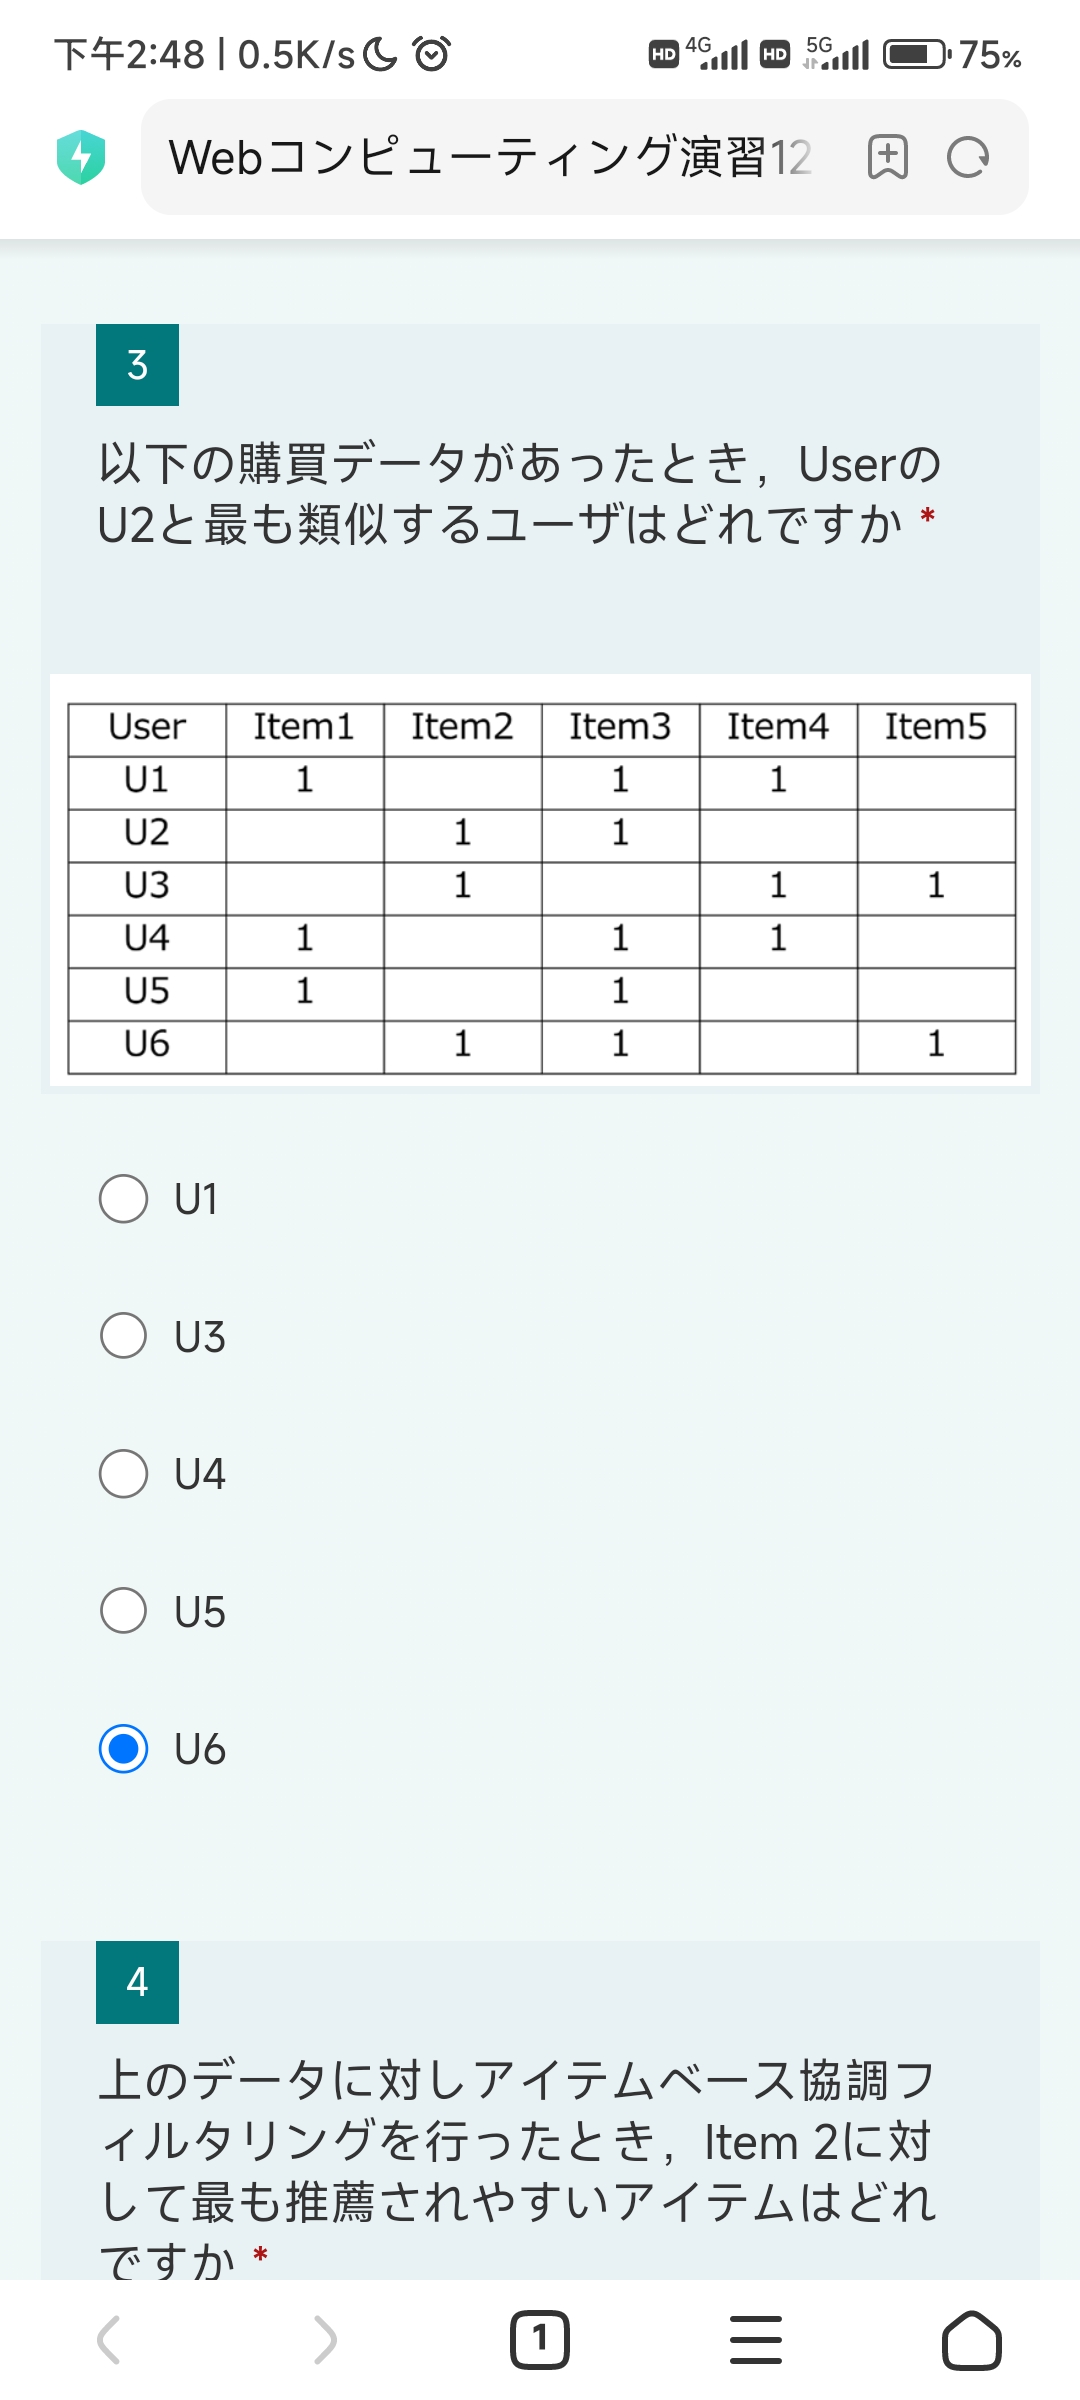 下午2:48 | 0.5K/s HD 4G HD 5G 75%
Webコンピューティング演習12
3
以下の購買データがあったとき，Userの
U2と最も類似するユーザはどれですか *
User Item1 Item2 Item3 Item4 Item5
U1 1 1 1
U2 1 1
U3 1 1 1
U4 1 1 1
U5 1 1
U6 1 1 1
U1
U3
U4
U5
U6
4
上のデータに対しアイテムベース協調フ
ィルタリングを行ったとき，Item 2に対
して最も推薦されやすいアイテムはどれ
ですか *
1